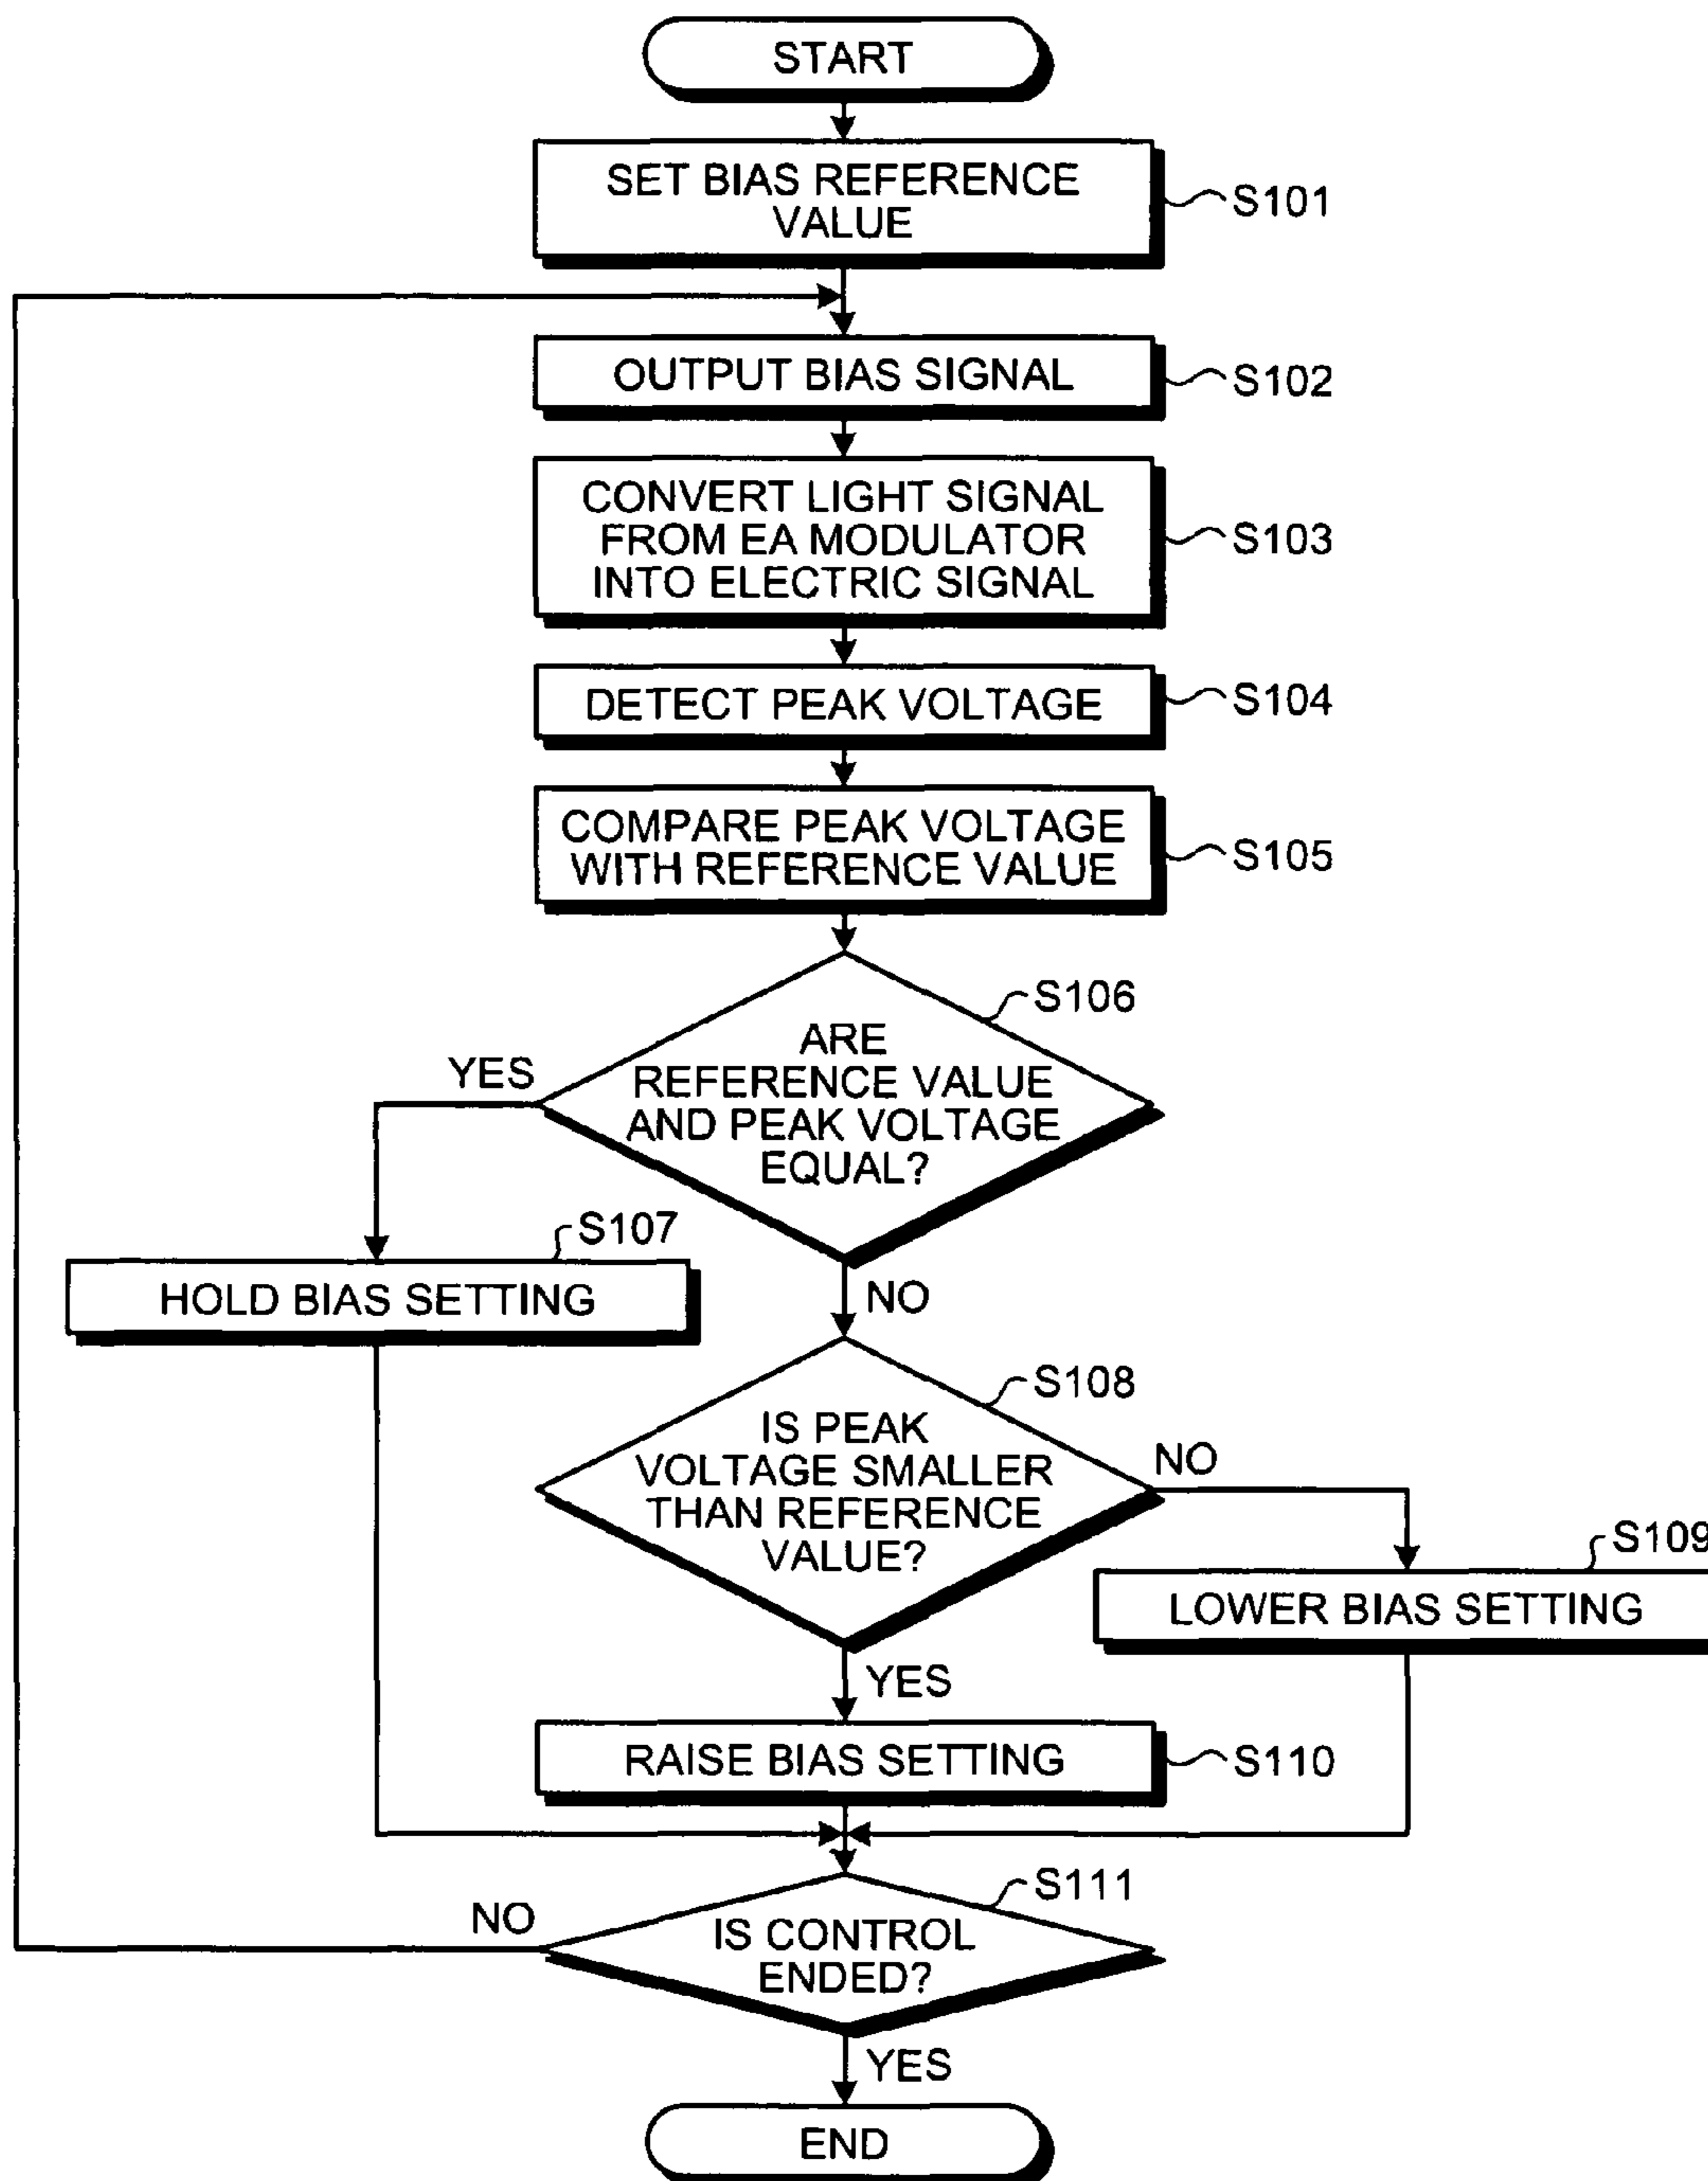 START
SET BIAS REFERENCE
VALUE
S101
OUTPUT BIAS SIGNAL
S102
CONVERT LIGHT SIGNAL
FROM EA MODULATOR
INTO ELECTRIC SIGNAL
S103
DETECT PEAK VOLTAGE
S104
COMPARE PEAK VOLTAGE
WITH REFERENCE VALUE
S105
S106
ARE
REFERENCE VALUE
AND PEAK VOLTAGE
EQUAL?
YES
S107
HOLD BIAS SETTING
NO
S108
IS PEAK
VOLTAGE SMALLER
THAN REFERENCE
VALUE?
NO
S109
LOWER BIAS SETTING
YES
RAISE BIAS SETTING
S110
S111
NO
IS CONTROL
ENDED?
YES
END